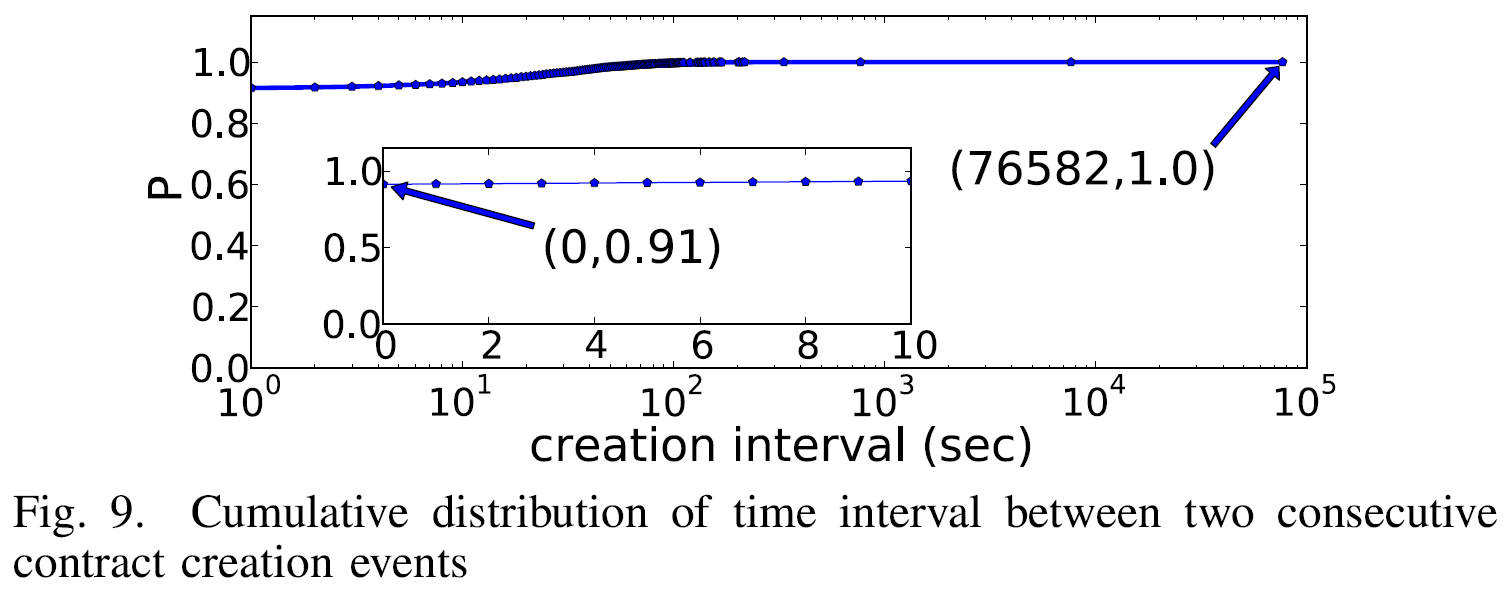 1.0
0.8
0.6
0.4
0.2
0.0
P
1.0
0.5
0.0
0 2 4 6 8 10
(0,0.91)
(76582,1.0)
10^0 10^1 10^2 10^3 10^4 10^5
creation interval (sec)
Fig. 9. Cumulative distribution of time interval between two consecutive
contract creation events